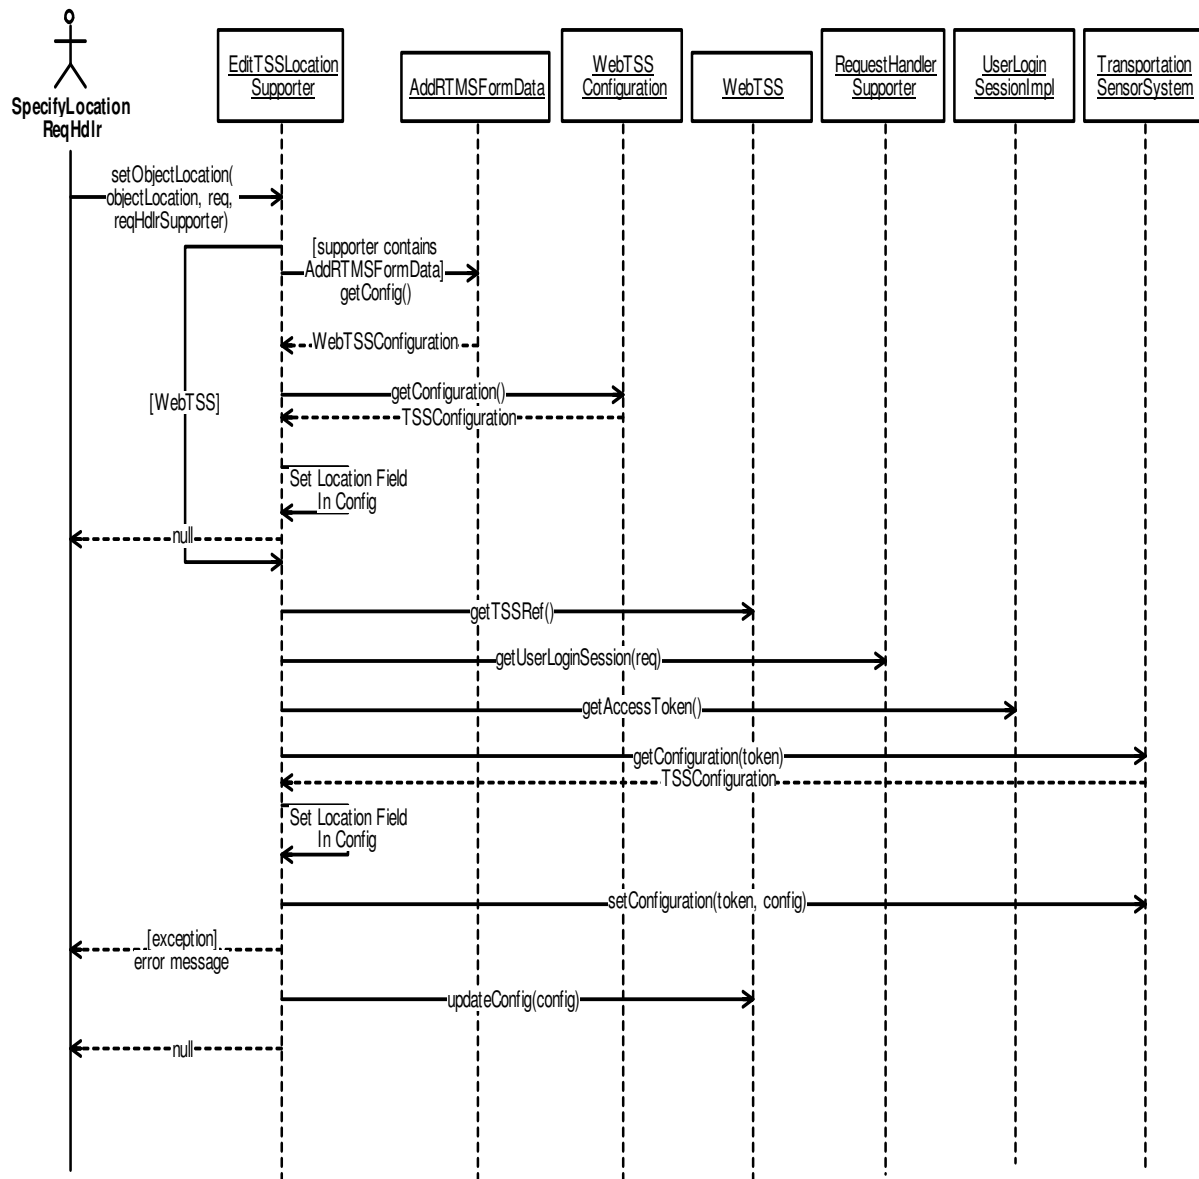 SpecifyLocation
ReqHdlr
EditTSSLocation
Supporter
AddRTMSFormData
WebTSS
Configuration
WebTSS
RequestHandler
Supporter
UserLogin
SessionImpl
Transportation
SensorSystem
setObjectLocation(
objectLocation, req,
reqHdlrSupporter)
[supporter contains
AddRTMSFormData]
getConfig()
WebTSSConfiguration
[WebTSS]
getConfiguration()
TSSConfiguration
Set Location Field
In Config
null
getTSSRef()
getUserLoginSession(req)
getAccessToken()
getConfiguration(token)
TSSConfiguration
Set Location Field
In Config
setConfiguration(token, config)
[exception]
error message
updateConfig(config)
null